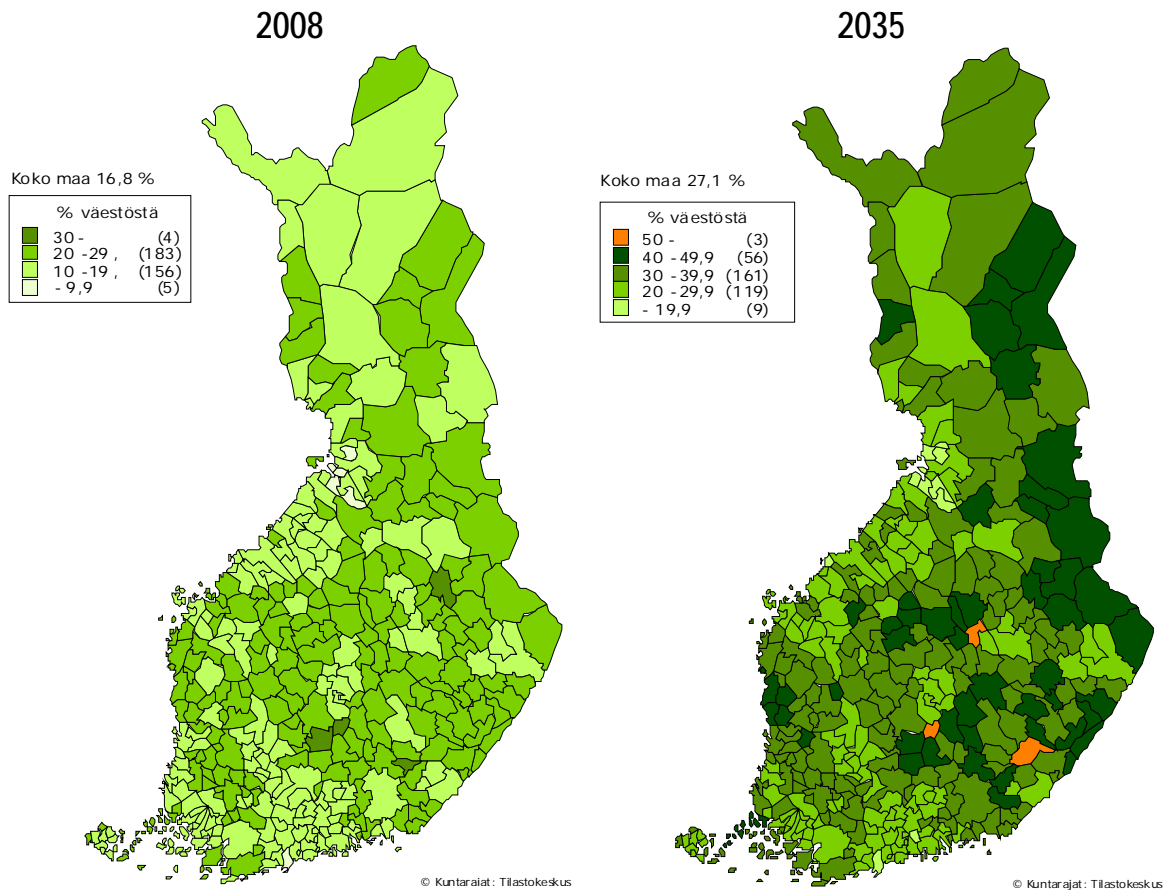 2008
2035
Koko maa 16,8 %
% väestöstä
30 - (4)
20 -29 , (183)
10 -19 , (156)
- 9,9 (5)
Koko maa 27,1 %
% väestöstä
50 - (3)
40 -49,9 (56)
30 -39,9 (161)
20 -29,9 (119)
- 19,9 (9)
© Kuntarajat: Tilastokeskus
© Kuntarajat: Tilastokeskus